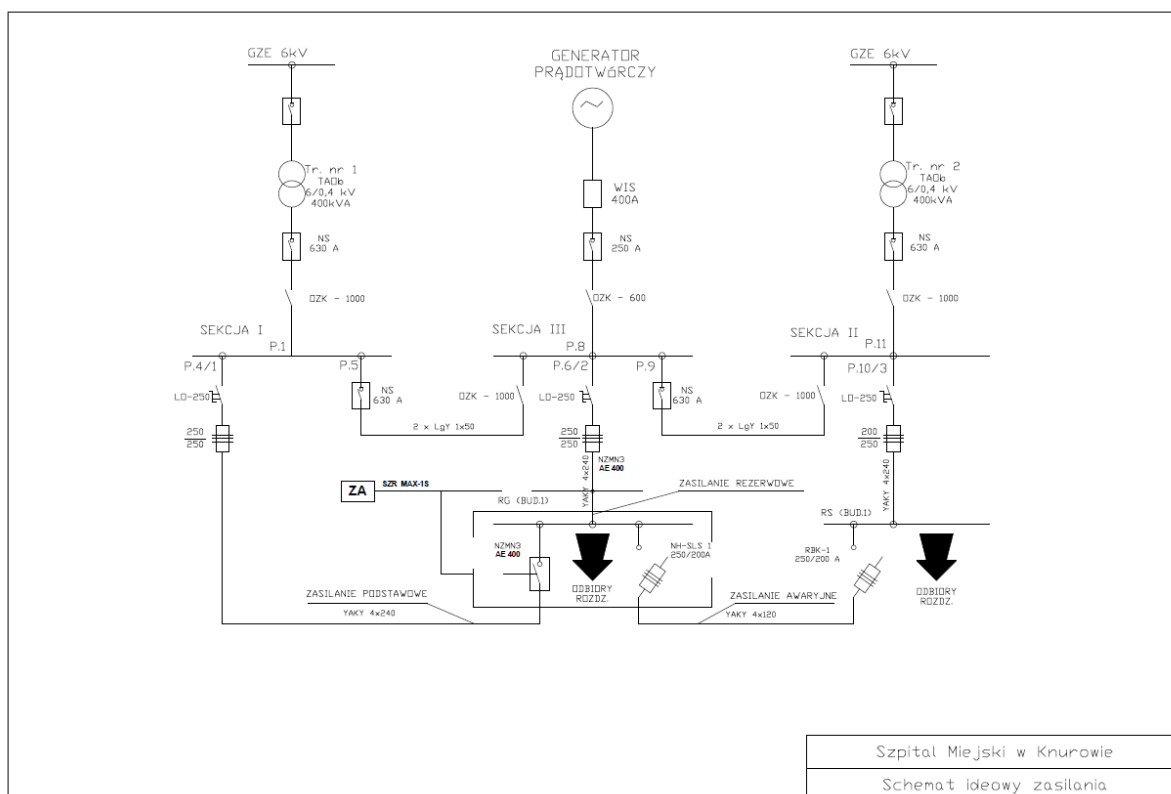 GZE 6kV
GENERATOR
PRĄDOTWÓRCZY
GZE 6kV
Tr. nr 1
TAOb
6/0,4 kV
400kVA
WIS
400A
Tr. nr 2
TAOb
6/0,4 kV
400kVA
NS
630 A
NS
250 A
NS
630 A
OZK - 1000
OZK - 600
OZK - 1000
SEKCJA I
P.1
SEKCJA III
P.8
SEKCJA II
P.11
P.4/1
P.5
P.6/2
P.9
P.10/3
LO-250
NS
630 A
OZK - 1000
LO-250
NS
630 A
OZK - 1000
LO-250
2 x LgY 1x50
2 x LgY 1x50
250
250
250
250
200
250
NZMN3
AE 400
YAKY 4x240
YAKY 4x240
ZA
SZR MAX-1S
ZASILANIE REZERWOWE
RG (BUD.1)
RS (BUD.1)
NZMN3
AE 400
NH-SLS 1
250/200A
RBK-1
250/200 A
ODBIORY
ROZDZ.
ODBIORY
ROZDZ.
ZASILANIE PODSTAWOWE
YAKY 4x240
ZASILANIE AWARYJNE
YAKY 4x120
Szpital Miejski w Knurowie
Schemat ideowy zasilania